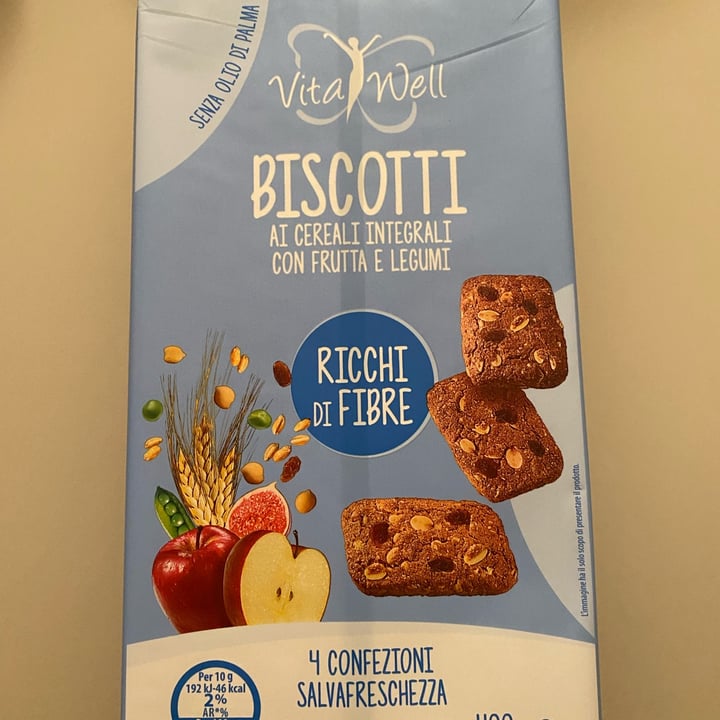 SENZA OLIO DI PALMA
Vita Well
BISCOTTI
AI CEREALI INTEGRALI
CON FRUTTA E LEGUMI
RICCHI
DI FIBRE
L'immagine ha il solo scopo di presentare il prodotto.
4 CONFEZIONI
SALVAFRESCHEZZA
Per 10 g
192 kJ-46 kcal
2%
AR*%